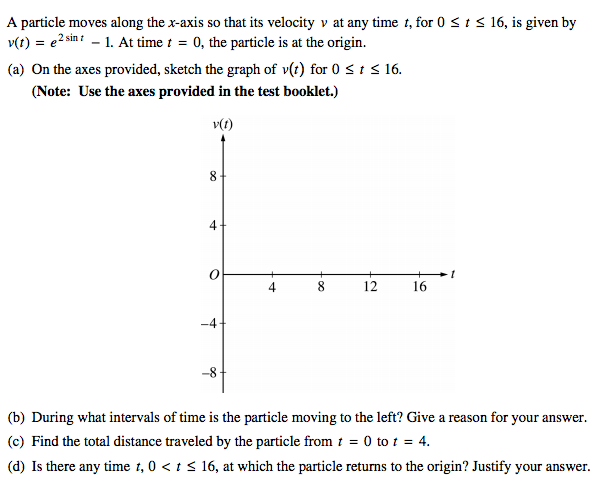 A particle moves along the x-axis so that its velocity v at any time t, for 0 ≤ t ≤ 16, is given by
v(t) = e^{2 sin t} − 1. At time t = 0, the particle is at the origin.
(a) On the axes provided, sketch the graph of v(t) for 0 ≤ t ≤ 16.
(Note: Use the axes provided in the test booklet.)
v(t)
8
4
O
t
4 8 12 16
−4
−8
(b) During what intervals of time is the particle moving to the left? Give a reason for your answer.
(c) Find the total distance traveled by the particle from t = 0 to t = 4.
(d) Is there any time t, 0 < t ≤ 16, at which the particle returns to the origin? Justify your answer.